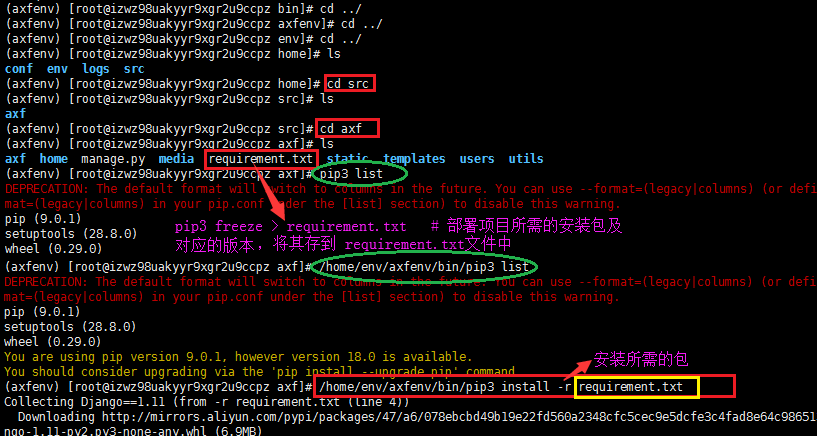 (axfenv) [root@izwz98uakyyr9xgr2u9ccpz bin]# cd ../
(axfenv) [root@izwz98uakyyr9xgr2u9ccpz axfenv]# cd ../
(axfenv) [root@izwz98uakyyr9xgr2u9ccpz env]# cd ../
(axfenv) [root@izwz98uakyyr9xgr2u9ccpz home]# ls
conf env logs src
(axfenv) [root@izwz98uakyyr9xgr2u9ccpz home]# cd src
(axfenv) [root@izwz98uakyyr9xgr2u9ccpz src]# ls
axf
(axfenv) [root@izwz98uakyyr9xgr2u9ccpz src]# cd axf
(axfenv) [root@izwz98uakyyr9xgr2u9ccpz axf]# ls
axf home manage.py media requirement.txt static templates users utils
(axfenv) [root@izwz98uakyyr9xgr2u9ccpz axf]# pip3 list
DEPRECATION: The default format will switch to columns in the future. You can use --format=(legacy|columns) (or defi
mat=(legacy|columns) in your pip.conf under the [list] section) to disable this warning.
pip (9.0.1)
setuptools (28.8.0)
wheel (0.29.0)
pip3 freeze > requirement.txt # 部署项目所需的安装包及
对应的版本，将其存到 requirement.txt文件中
(axfenv) [root@izwz98uakyyr9xgr2u9ccpz axf]# /home/env/axfenv/bin/pip3 list
DEPRECATION: The default format will switch to columns in the future. You can use --format=(legacy|columns) (or defi
mat=(legacy|columns) in your pip.conf under the [list] section) to disable this warning.
pip (9.0.1)
setuptools (28.8.0)
wheel (0.29.0)
You are using pip version 9.0.1, however version 18.0 is available.
You should consider upgrading via the 'pip install --upgrade pip' command
安装所需的包
(axfenv) [root@izwz98uakyyr9xgr2u9ccpz axf]# /home/env/axfenv/bin/pip3 install -r requirement.txt
Collecting Django==1.11 (from -r requirement.txt (line 4))
Downloading http://mirrors.aliyun.com/pypi/packages/47/a6/078ebcbd49b19e22fd560a2348cfc5cec9e5dcfe3c4fad8e64c98651
ngo-1.11-py2.py3-none-any.whl (6.9MB)